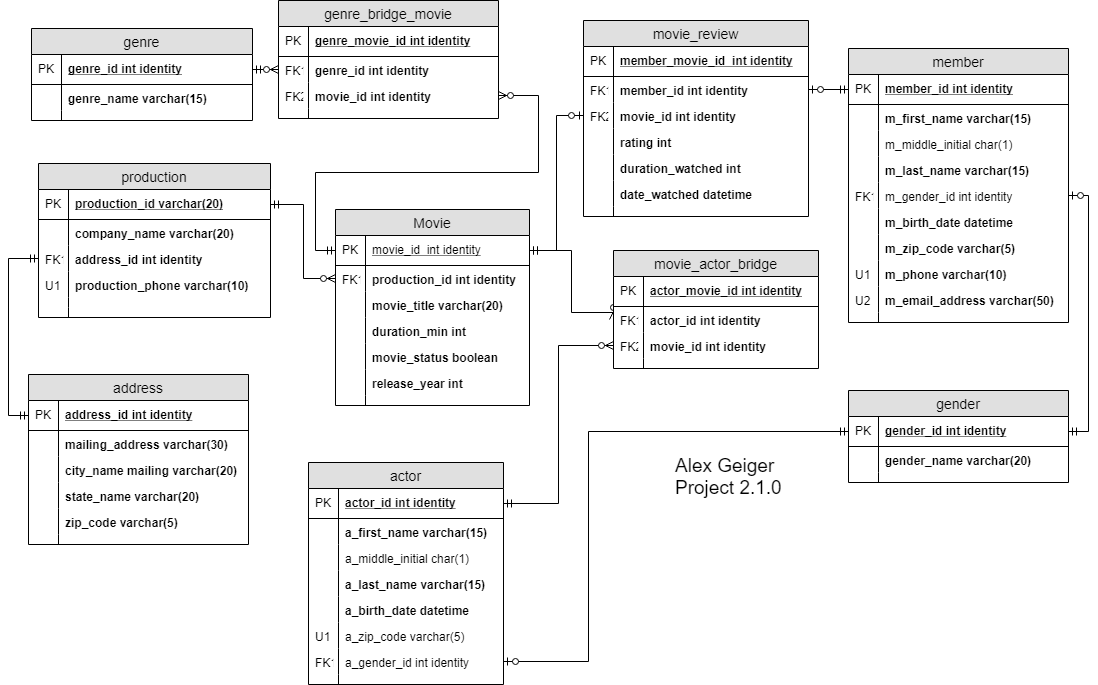 genre
PK genre_id int identity
genre_name varchar(15)
genre_bridge_movie
PK genre_movie_id int identity
FK1 genre_id int identity
FK2 movie_id int identity
movie_review
PK member_movie_id int identity
FK1 member_id int identity
FK2 movie_id int identity
rating int
duration_watched int
date_watched datetime
member
PK member_id int identity
m_first_name varchar(15)
m_middle_initial char(1)
m_last_name varchar(15)
FK1 m_gender_id int identity
m_birth_date datetime
m_zip_code varchar(5)
U1 m_phone varchar(10)
U2 m_email_address varchar(50)
production
PK production_id varchar(20)
company_name varchar(20)
FK1 address_id int identity
U1 production_phone varchar(10)
Movie
PK movie_id int identity
FK1 production_id int identity
movie_title varchar(20)
duration_min int
movie_status boolean
release_year int
movie_actor_bridge
PK actor_movie_id int identity
FK1 actor_id int identity
FK2 movie_id int identity
address
PK address_id int identity
mailing_address varchar(30)
city_name mailing varchar(20)
state_name varchar(20)
zip_code varchar(5)
gender
PK gender_id int identity
gender_name varchar(20)
actor
PK actor_id int identity
a_first_name varchar(15)
a_middle_initial char(1)
a_last_name varchar(15)
a_birth_date datetime
U1 a_zip_code varchar(5)
FK1 a_gender_id int identity
Alex Geiger
Project 2.1.0